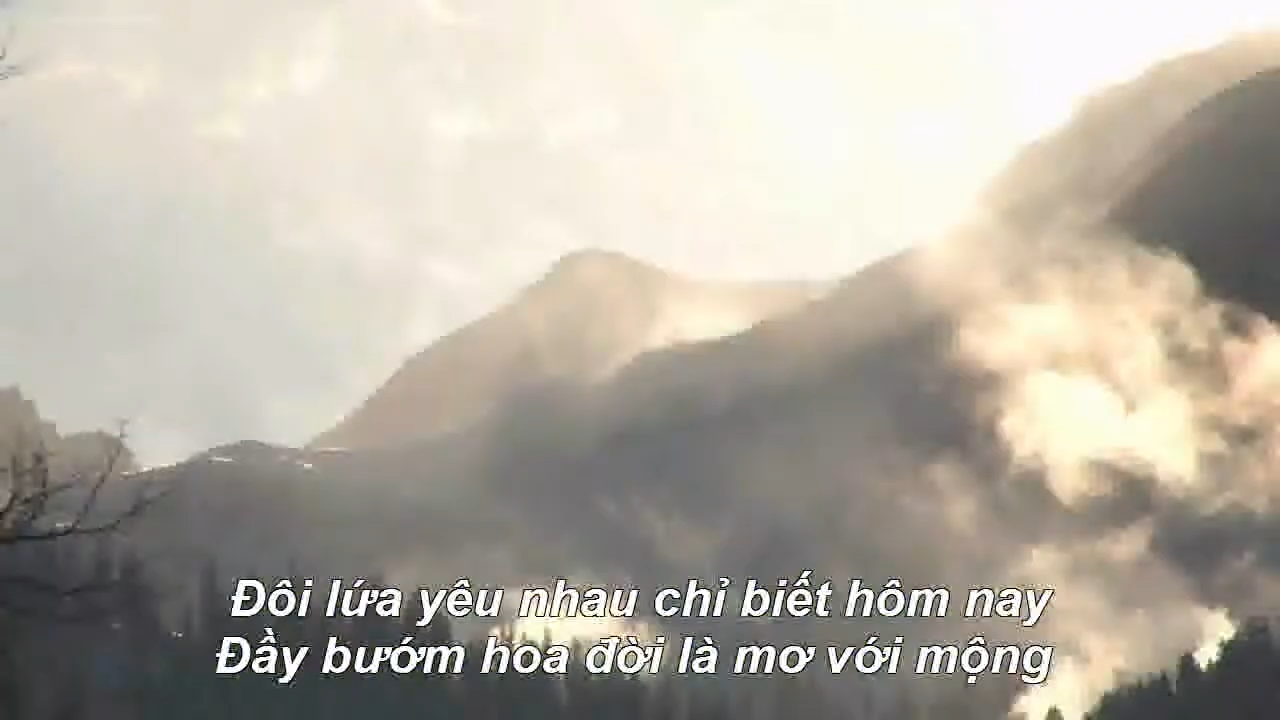 Đôi lứa yêu nhau chỉ biết hôm nay
Đầy bướm hoa đời là mơ với mộng